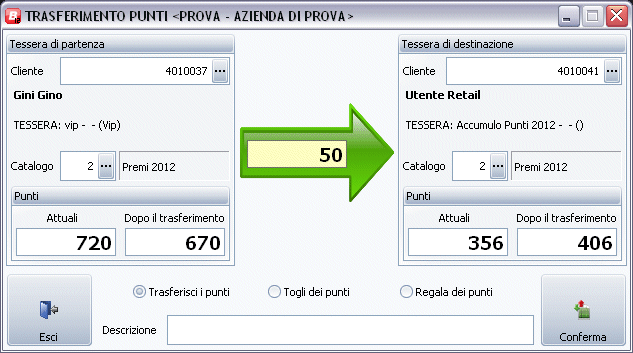 TRASFERIMENTO PUNTI <PROVA - AZIENDA DI PROVA>
Tessera di partenza
Cliente 4010037 ...
Gini Gino
TESSERA: vip - - (Vip)
Catalogo 2 ... Premi 2012
Punti
Attuali Dopo il trasferimento
720 670
50
Tessera di destinazione
Cliente 4010041 ...
Utente Retail
TESSERA: Accumulo Punti 2012 - - ()
Catalogo 2 ... Premi 2012
Punti
Attuali Dopo il trasferimento
356 406
Esci
Trasferisci i punti Togli dei punti Regala dei punti
Descrizione
Conferma